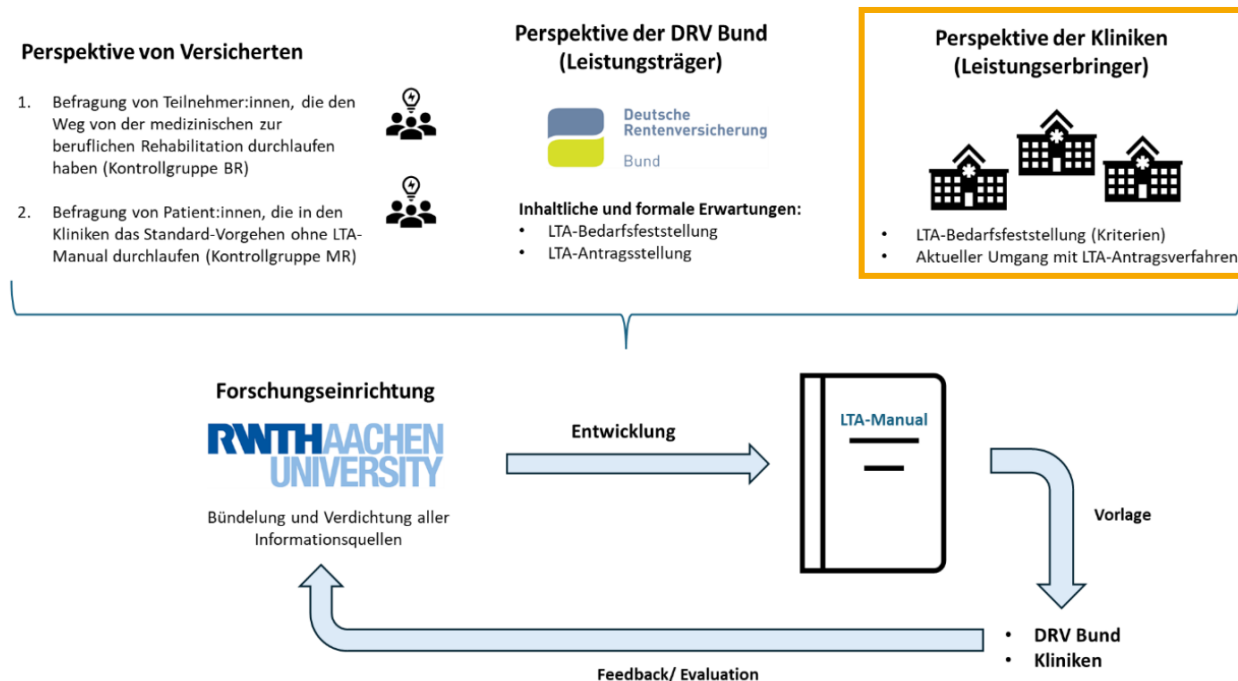 Perspektive von Versicherten
1. Befragung von Teilnehmer:innen, die den
Weg von der medizinischen zur
beruflichen Rehabilitation durchlaufen
haben (Kontrollgruppe BR)
2. Befragung von Patient:innen, die in den
Kliniken das Standard-Vorgehen ohne LTA-
Manual durchlaufen (Kontrollgruppe MR)
Perspektive der DRV Bund
(Leistungsträger)
Deutsche
Rentenversicherung
Bund
Inhaltliche und formale Erwartungen:
• LTA-Bedarfsfeststellung
• LTA-Antragsstellung
Perspektive der Kliniken
(Leistungserbringer)
• LTA-Bedarfsfeststellung (Kriterien)
• Aktueller Umgang mit LTA-Antragsverfahren
Forschungseinrichtung
RWTHAACHEN
UNIVERSITY
Bündelung und Verdichtung aller
Informationsquellen
Entwicklung
LTA-Manual
Vorlage
• DRV Bund
• Kliniken
Feedback/ Evaluation